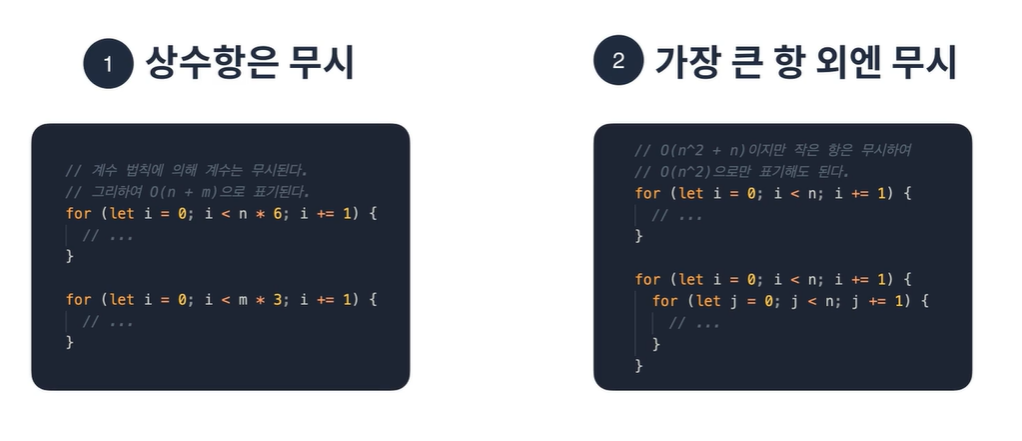 1 상수항은 무시
// 계수 법칙에 의해 계수는 무시된다.
// 그리하여 O(n + m)으로 표기된다.
for (let i = 0; i < n * 6; i += 1) {
  // ...
}

for (let i = 0; i < m * 3; i += 1) {
  // ...
}

2 가장 큰 항 외엔 무시
// O(n^2 + n)이지만 작은 항은 무시하여
// O(n^2)으로만 표기해도 된다.
for (let i = 0; i < n; i += 1) {
  // ...
}

for (let i = 0; i < n; i += 1) {
  for (let j = 0; j < n; j += 1) {
    // ...
  }
}